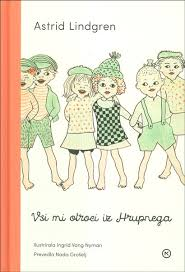 Astrid Lindgren
Vsi mi otroci iz Hrupnega
Ilustrirala Ingrid Vang Nyman
Prevedla Nada Grošelj